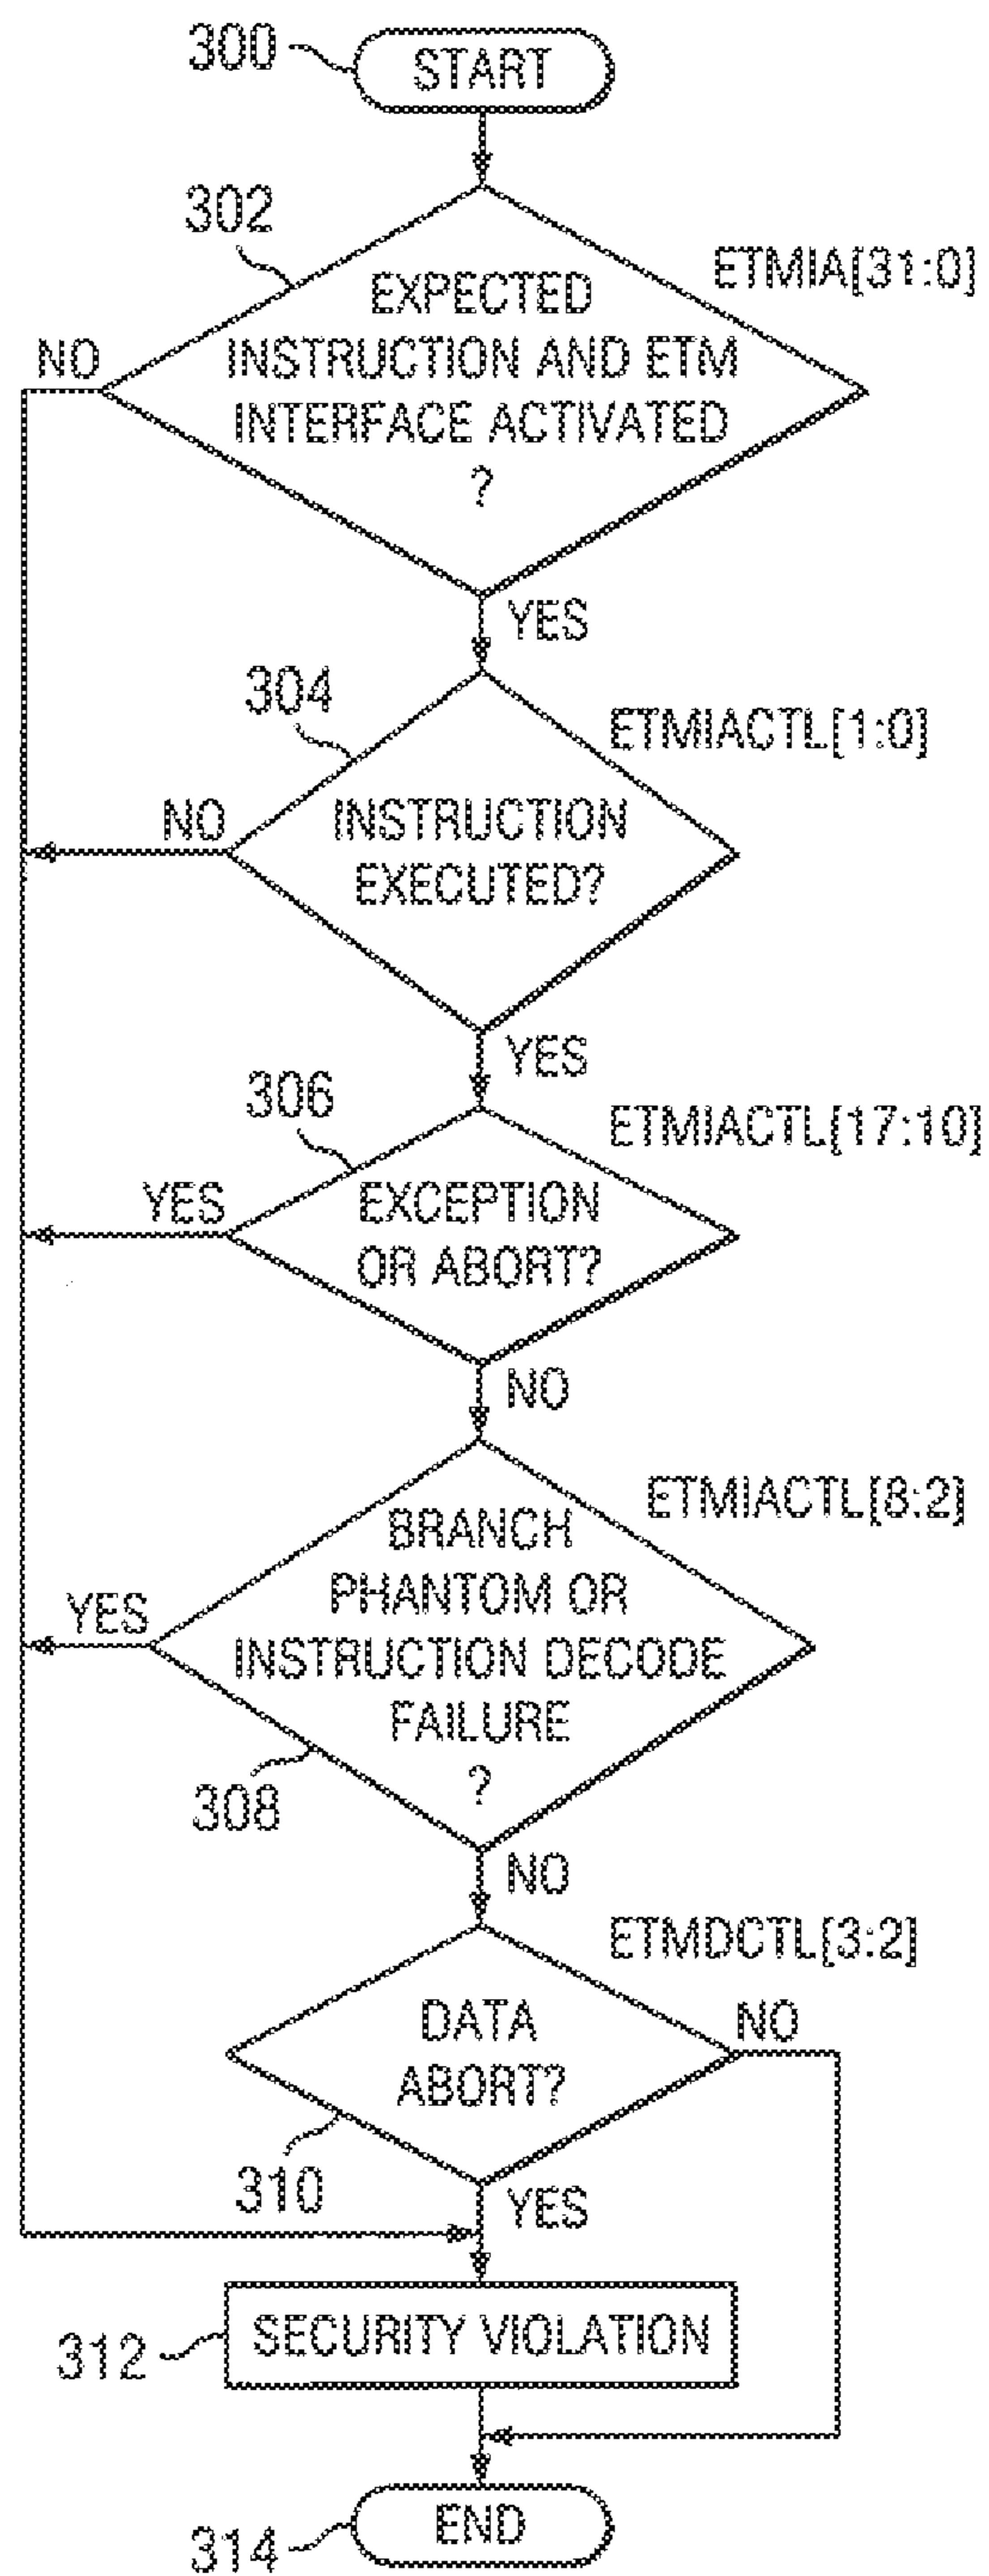 300
START
302
ETMIA[31:0]
EXPECTED
INSTRUCTION AND ETM
INTERFACE ACTIVATED
?
NO
YES
304
ETMIACTL[1:0]
NO
INSTRUCTION
EXECUTED?
YES
306
ETMIACTL[17:10]
YES
EXCEPTION
OR ABORT?
NO
ETMIACTL[8:2]
BRANCH
PHANTOM OR
INSTRUCTION DECODE
FAILURE
?
YES
308
NO
ETMDCTL[3:2]
DATA
ABORT?
NO
310
YES
312
SECURITY VIOLATION
END
314